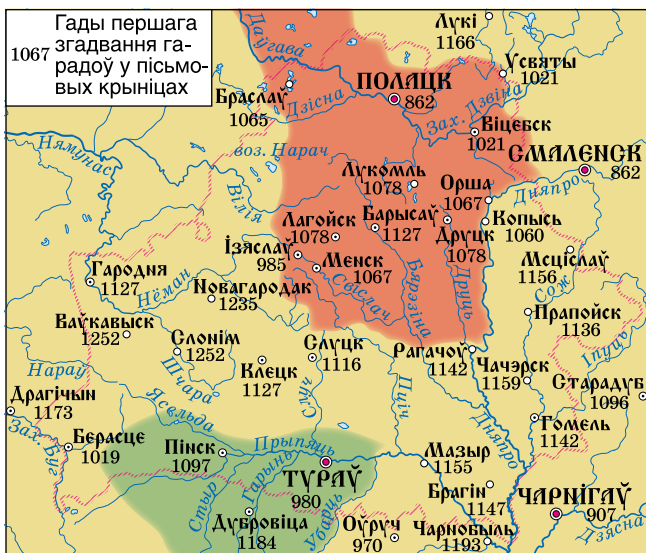 1067
Гады першага
згадвання га-
радоў у пісьмо-
вых крыніцах
Даўгава
Лукі
1166
Усвяты
1021
ПОЛАЦК
862
Браслаў
1065
Дзісна
Зах. Дзвіна
Віцебск
1021
СМАЛЕНСК
862
Нямунас
воз. Нарач
Вілія
Лукомль
1078
Орша
1067
Дняпро
Лагойск
1078
Барысаў
1127
Друцк
1078
Копысь
1060
Ізяслаў
985
Менск
1067
Мсціслаў
1156
Гародня
1127
Нёман
Новагародак
1235
Свіслач
Бярэзіна
Друць
Сож
Прапойск
1136
Ваўкавыск
1252
Слонім
1252
Слуцк
1116
Рагачоў
1142
Чачэрск
1159
Іпуць
Нараў
Клецк
1127
Шчара
Случ
Пціч
Старадуб
1096
Драгічын
1173
Ясельда
Дняпро
Гомель
1142
Зах. Буг
Берасце
1019
Пінск
1097
Прыпяць
Мазыр
1155
Гарынь
ТУРАЎ
980
Стыр
Убарць
Брагін
1147
ЧАРНІГАЎ
907
Дубровіца
1184
Оўруч
970
Чарнобыль
1193
Дзясна